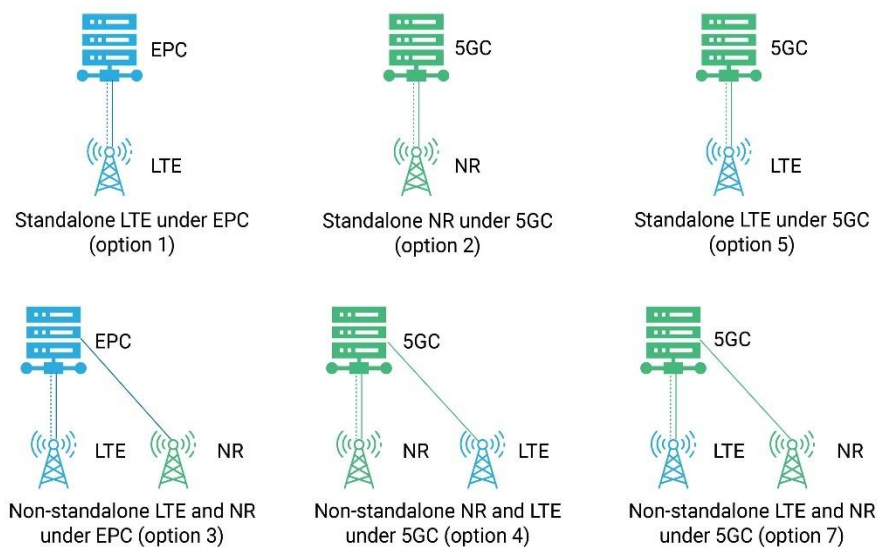 EPC
LTE
Standalone LTE under EPC
(option 1)
5GC
NR
Standalone NR under 5GC
(option 2)
5GC
LTE
Standalone LTE under 5GC
(option 5)
EPC
LTE
NR
Non-standalone LTE and NR
under EPC (option 3)
5GC
NR
LTE
Non-standalone NR and LTE
under 5GC (option 4)
5GC
LTE
NR
Non-standalone LTE and NR
under 5GC (option 7)